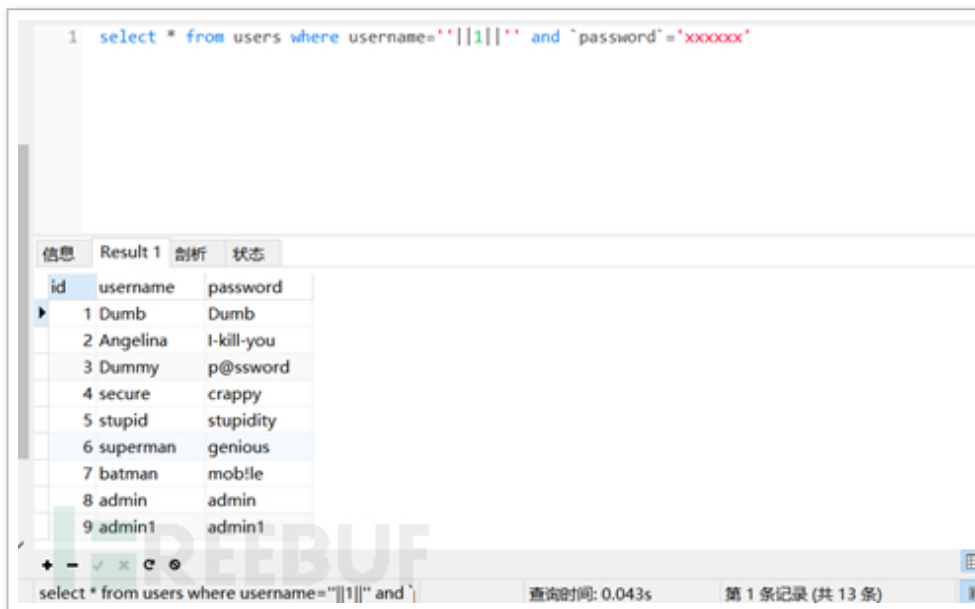 1 select * from users where username=''||1||'' and `password`='xxxxxx'
信息 Result 1 剖析 状态
id username password
1 Dumb Dumb
2 Angelina I-kill-you
3 Dummy p@ssword
4 secure crappy
5 stupid stupidity
6 superman genious
7 batman mob!le
8 admin admin
9 admin1 admin1
REEBUF
select * from users where username=''||1||'' and `
查询时间: 0.043s
第 1 条记录 (共 13 条)